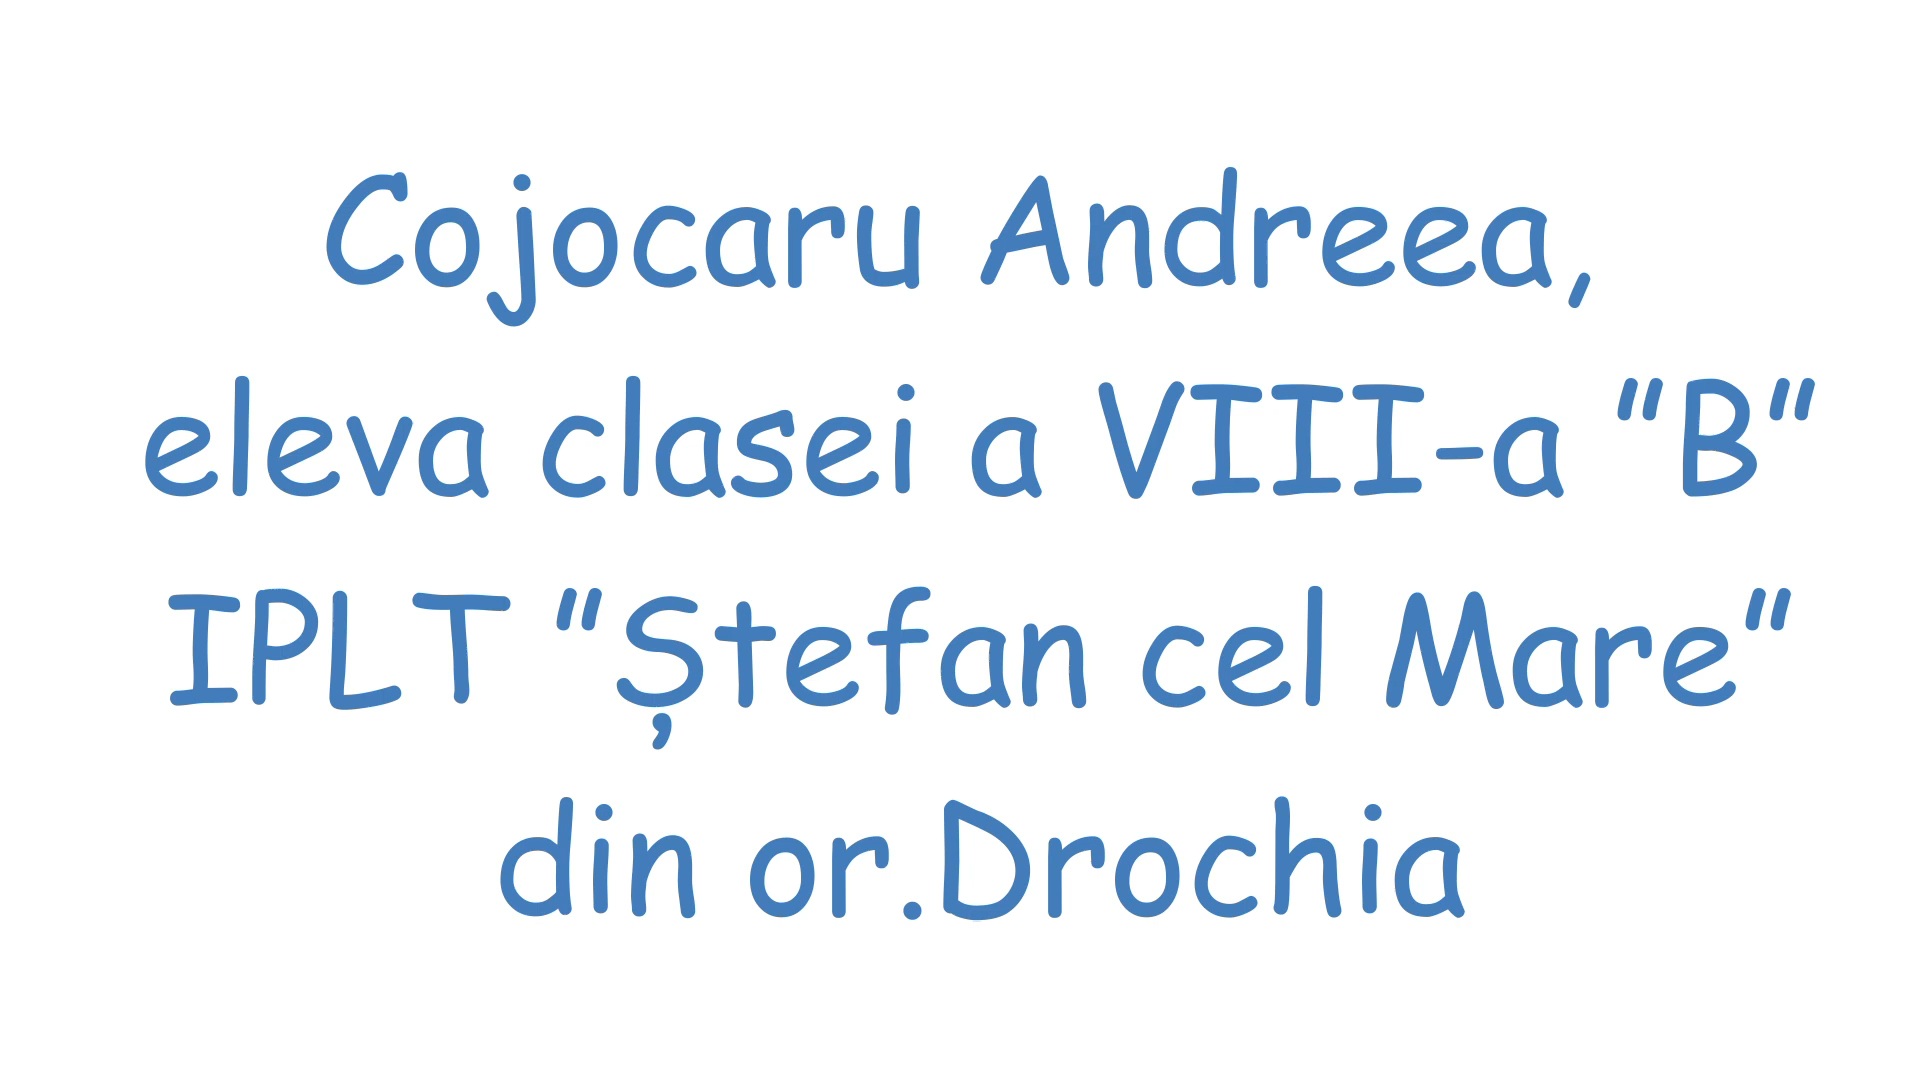 Cojocaru Andreea,
eleva clasei a VIII-a "B"
IPLT "Ștefan cel Mare"
din or.Drochia